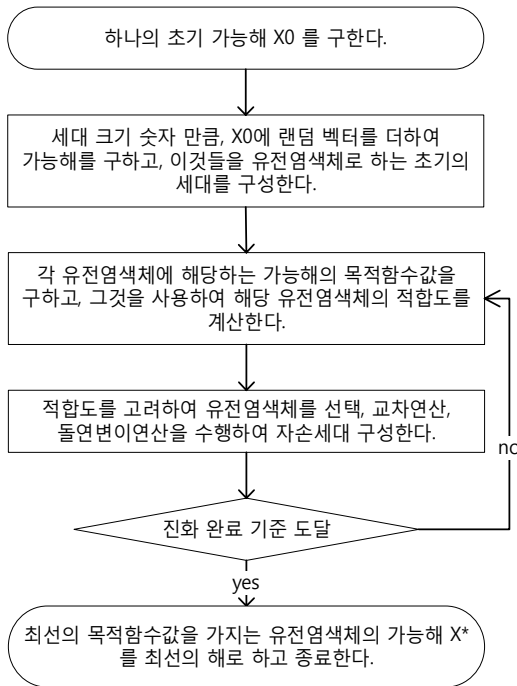 하나의 초기 가능해 X0 를 구한다.
세대 크기 숫자 만큼, X0에 랜덤 벡터를 더하여
가능해를 구하고, 이것들을 유전염색체로 하는 초기의
세대를 구성한다.
각 유전염색체에 해당하는 가능해의 목적함수값을
구하고, 그것을 사용하여 해당 유전염색체의 적합도를
계산한다.
적합도를 고려하여 유전염색체를 선택, 교차연산,
돌연변이연산을 수행하여 자손세대 구성한다.
no
진화 완료 기준 도달
yes
최선의 목적함수값을 가지는 유전염색체의 가능해 X*
를 최선의 해로 하고 종료한다.